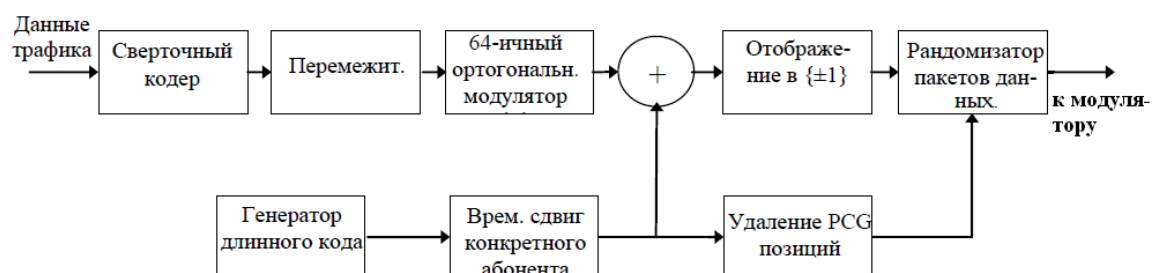 Данные
трафика
Сверточный
кодер
Перемежит.
64-ичный
ортогональн.
модулятор
+
Отображе-
ние в {±1}
Рандомизатор
пакетов дан-
ных.
к модуля-
тору
Генератор
длинного кода
Врем. сдвиг
конкретного
абонента
Удаление PCG
позиций